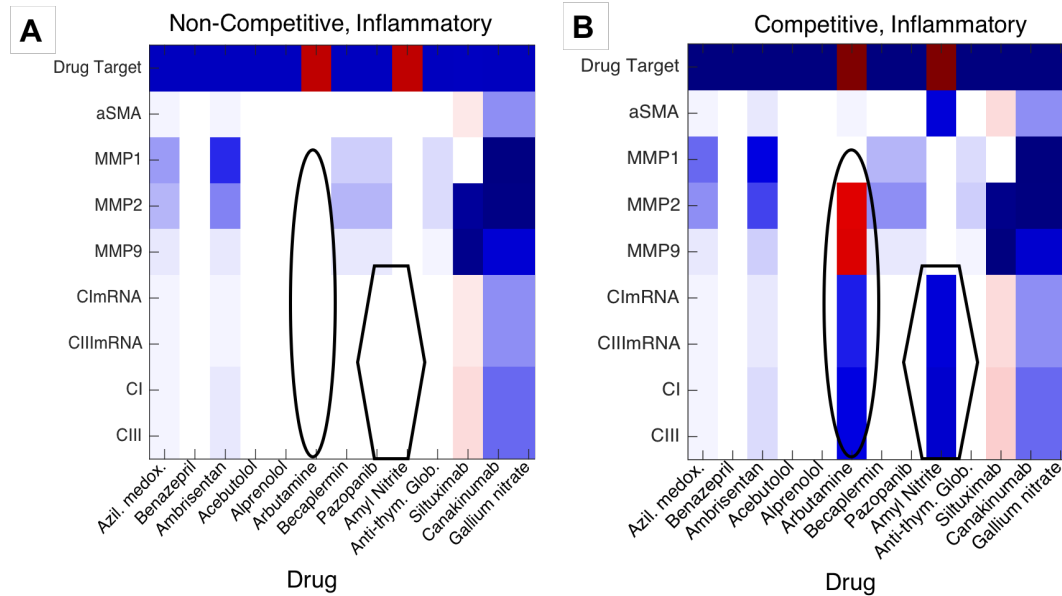 A
Non-Competitive, Inflammatory
Drug Target
aSMA
MMP1
MMP2
MMP9
CImRNA
CIIImRNA
CI
CIII
Azil. medox.
Benazepril
Ambrisentan
Acebutolol
Alprenolol
Arbutamine
Becaplermin
Pazopanib
Amyl Nitrite
Anti-thym. Glob.
Siltuximab
Canakinumab
Gallium nitrate
Drug
B
Competitive, Inflammatory
Drug Target
aSMA
MMP1
MMP2
MMP9
CImRNA
CIIImRNA
CI
CIII
Azil. medox.
Benazepril
Ambrisentan
Acebutolol
Alprenolol
Arbutamine
Becaplermin
Pazopanib
Amyl Nitrite
Anti-thym. Glob.
Siltuximab
Canakinumab
Gallium nitrate
Drug